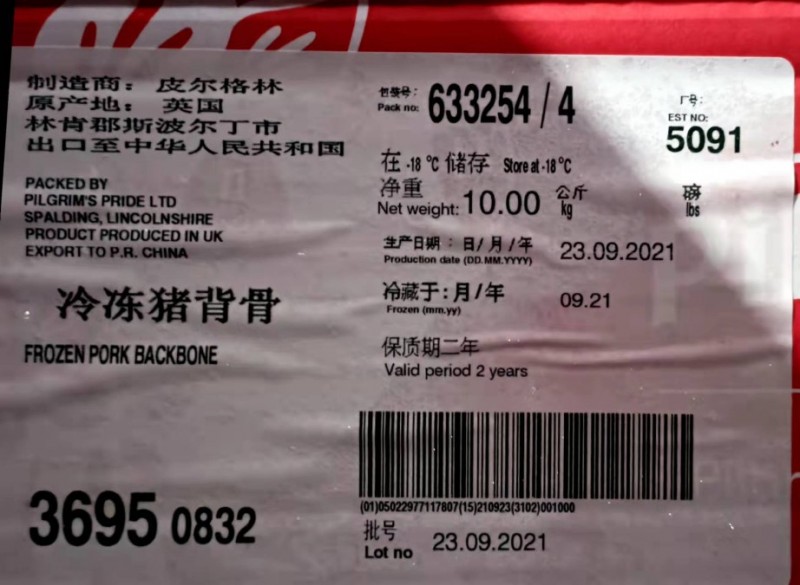 制造商：皮尔格林
原产地：英国
林肯郡斯波尔丁市
出口至中华人民共和国
PACKED BY
PILGRIM'S PRIDE LTD
SPALDING, LINCOLNSHIRE
PRODUCT PRODUCED IN UK
EXPORT TO P.R. CHINA
冷冻猪背骨
FROZEN PORK BACKBONE
3695 0832
包装号:
Pack no: 633254 / 4
厂号:
EST NO:
5091
在 -18 °C 储存 Store at -18 °C
净重 公斤 磅
Net weight: 10.00 kg lbs
生产日期：日/月/年
Production date (DD.MM.YYYY) 23.09.2021
冷藏于:月/年
Frozen (mm.yy) 09.21
保质期二年
Valid period 2 years
(01)05022977117807(15)210923(3102)001000
批号
Lot no 23.09.2021